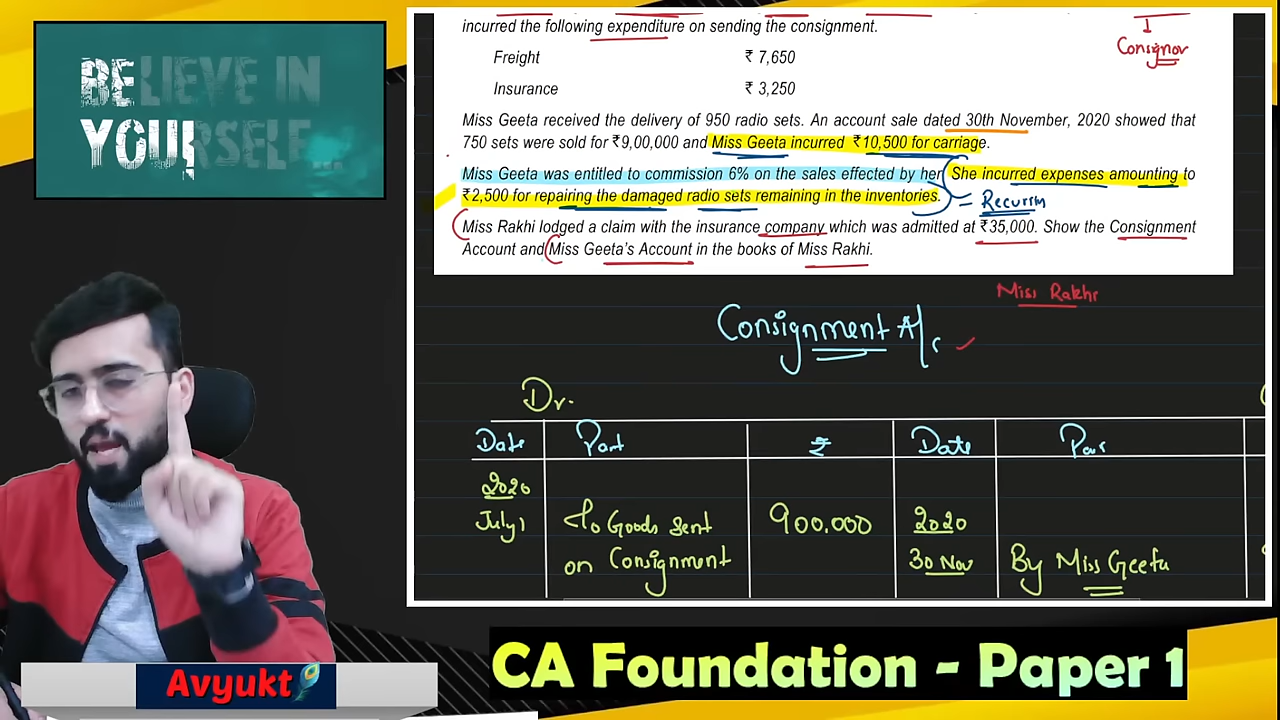 BELIEVE IN
YOURSELF...
incurred the following expenditure on sending the consignment.
Freight ₹ 7,650
Insurance ₹ 3,250
Consignor
Miss Geeta received the delivery of 950 radio sets. An account sale dated 30th November, 2020 showed that
750 sets were sold for ₹9,00,000 and Miss Geeta incurred ₹10,500 for carriage.
Miss Geeta was entitled to commission 6% on the sales effected by her. She incurred expenses amounting to
₹2,500 for repairing the damaged radio sets remaining in the inventories.
= Recurrin
Miss Rakhi lodged a claim with the insurance company which was admitted at ₹35,000. Show the Consignment
Account and Miss Geeta's Account in the books of Miss Rakhi.
Miss Rakhi
Consignment A/c
Dr.
Date Part ₹ Date Par
2020
July 1 To Goods sent 900.000 2020
on Consignment 30 Nov By Miss Geeta
Avyukt
CA Foundation - Paper 1